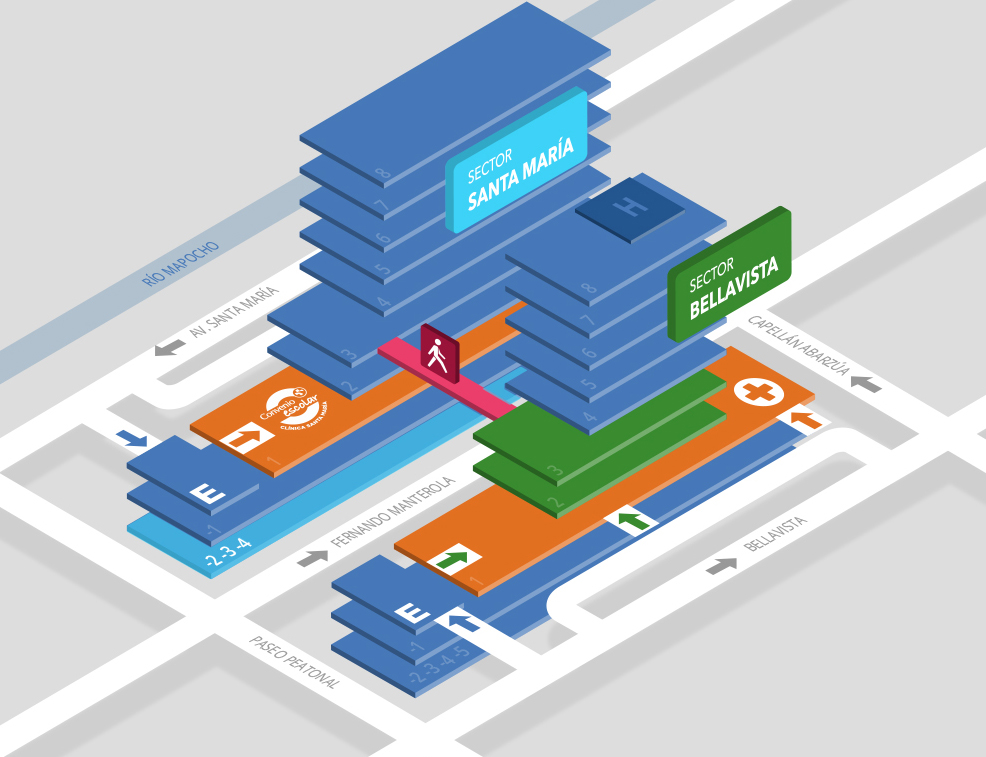 8
7
6
5
4
3
2
SECTOR
SANTA MARÍA
H
8
7
6
5
4
SECTOR
BELLAVISTA
RÍO MAPOCHO
AV. SANTA MARÍA
CAPELLÁN ABARZÚA
Convenio
escolar
CLÍNICA SANTA MARÍA
1
E
-1
-2 -3 -4
3
2
FERNANDO MANTEROLA
1
BELLAVISTA
E
-1
-2 -3 -4 -5
PASEO PEATONAL